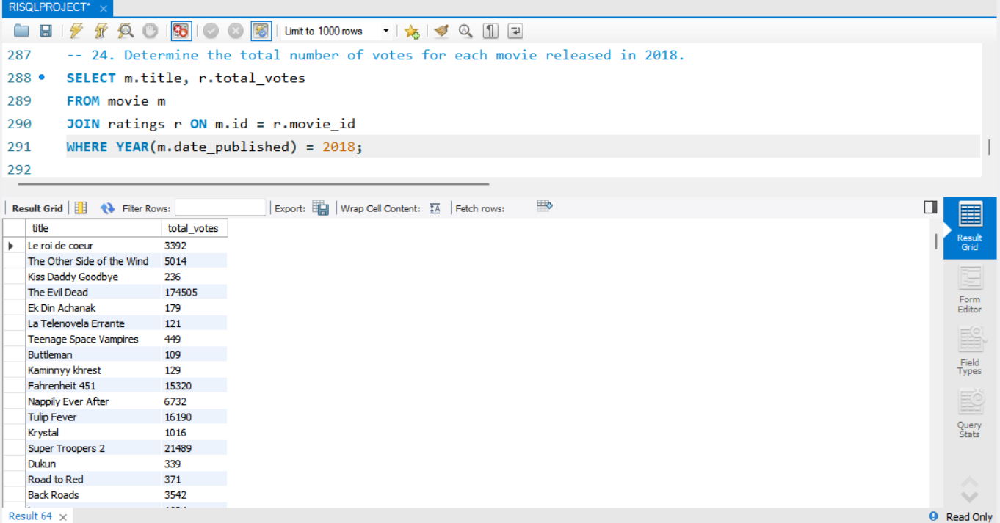 RISQLPROJECT*
Limit to 1000 rows
287 -- 24. Determine the total number of votes for each movie released in 2018.
288 SELECT m.title, r.total_votes
289 FROM movie m
290 JOIN ratings r ON m.id = r.movie_id
291 WHERE YEAR(m.date_published) = 2018;
292
Result Grid Filter Rows: Export: Wrap Cell Content: Fetch rows:
title total_votes
Le roi de coeur 3392
The Other Side of the Wind 5014
Kiss Daddy Goodbye 236
The Evil Dead 174505
Ek Din Achanak 179
La Telenovela Errante 121
Teenage Space Vampires 449
Buttleman 109
Kaminnyy khrest 129
Fahrenheit 451 15320
Nappily Ever After 6732
Tulip Fever 16190
Krystal 1016
Super Troopers 2 21489
Dukun 339
Road to Red 371
Back Roads 3542
Result
Grid
Form
Editor
Field
Types
Query
Stats
Result 64
Read Only